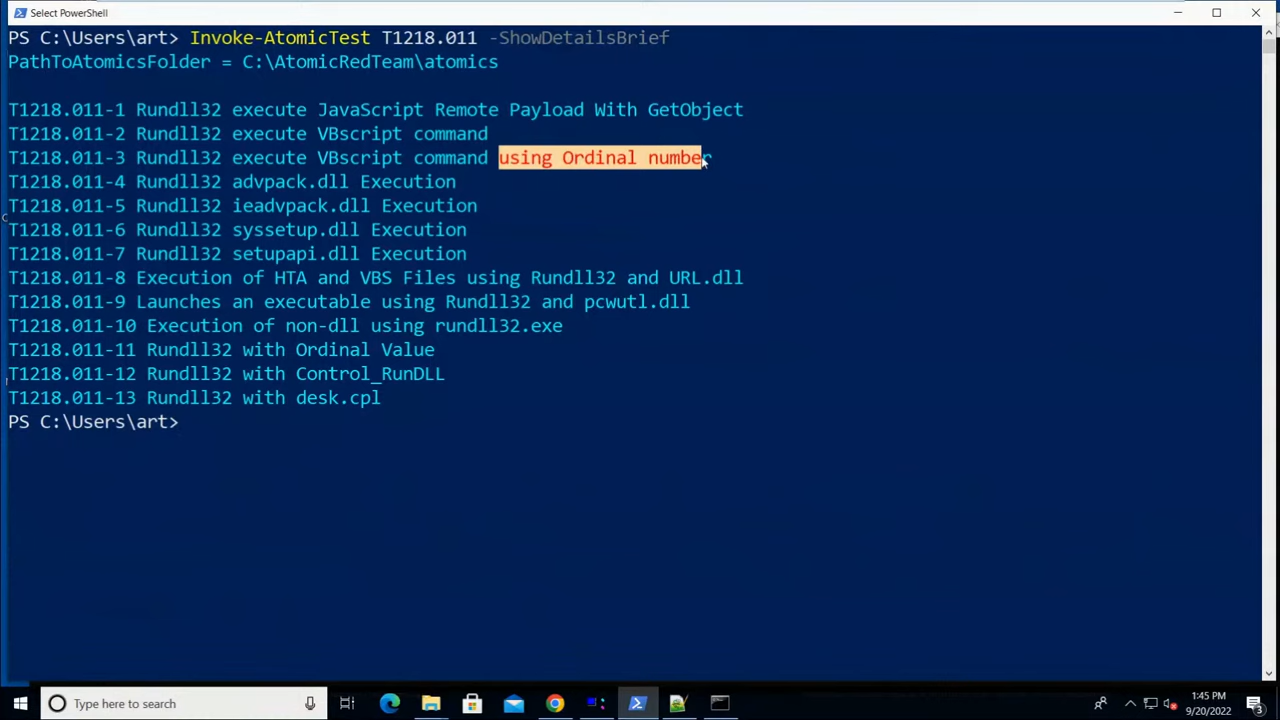 Select PowerShell
PS C:\Users\art> Invoke-AtomicTest T1218.011 -ShowDetailsBrief
PathToAtomicsFolder = C:\AtomicRedTeam\atomics
T1218.011-1 Rundll32 execute JavaScript Remote Payload With GetObject
T1218.011-2 Rundll32 execute VBscript command
T1218.011-3 Rundll32 execute VBscript command using Ordinal number
T1218.011-4 Rundll32 advpack.dll Execution
T1218.011-5 Rundll32 ieadvpack.dll Execution
T1218.011-6 Rundll32 syssetup.dll Execution
T1218.011-7 Rundll32 setupapi.dll Execution
T1218.011-8 Execution of HTA and VBS Files using Rundll32 and URL.dll
T1218.011-9 Launches an executable using Rundll32 and pcwutl.dll
T1218.011-10 Execution of non-dll using rundll32.exe
T1218.011-11 Rundll32 with Ordinal Value
T1218.011-12 Rundll32 with Control_RunDLL
T1218.011-13 Rundll32 with desk.cpl
PS C:\Users\art>
Type here to search
1:45 PM
9/20/2022
3